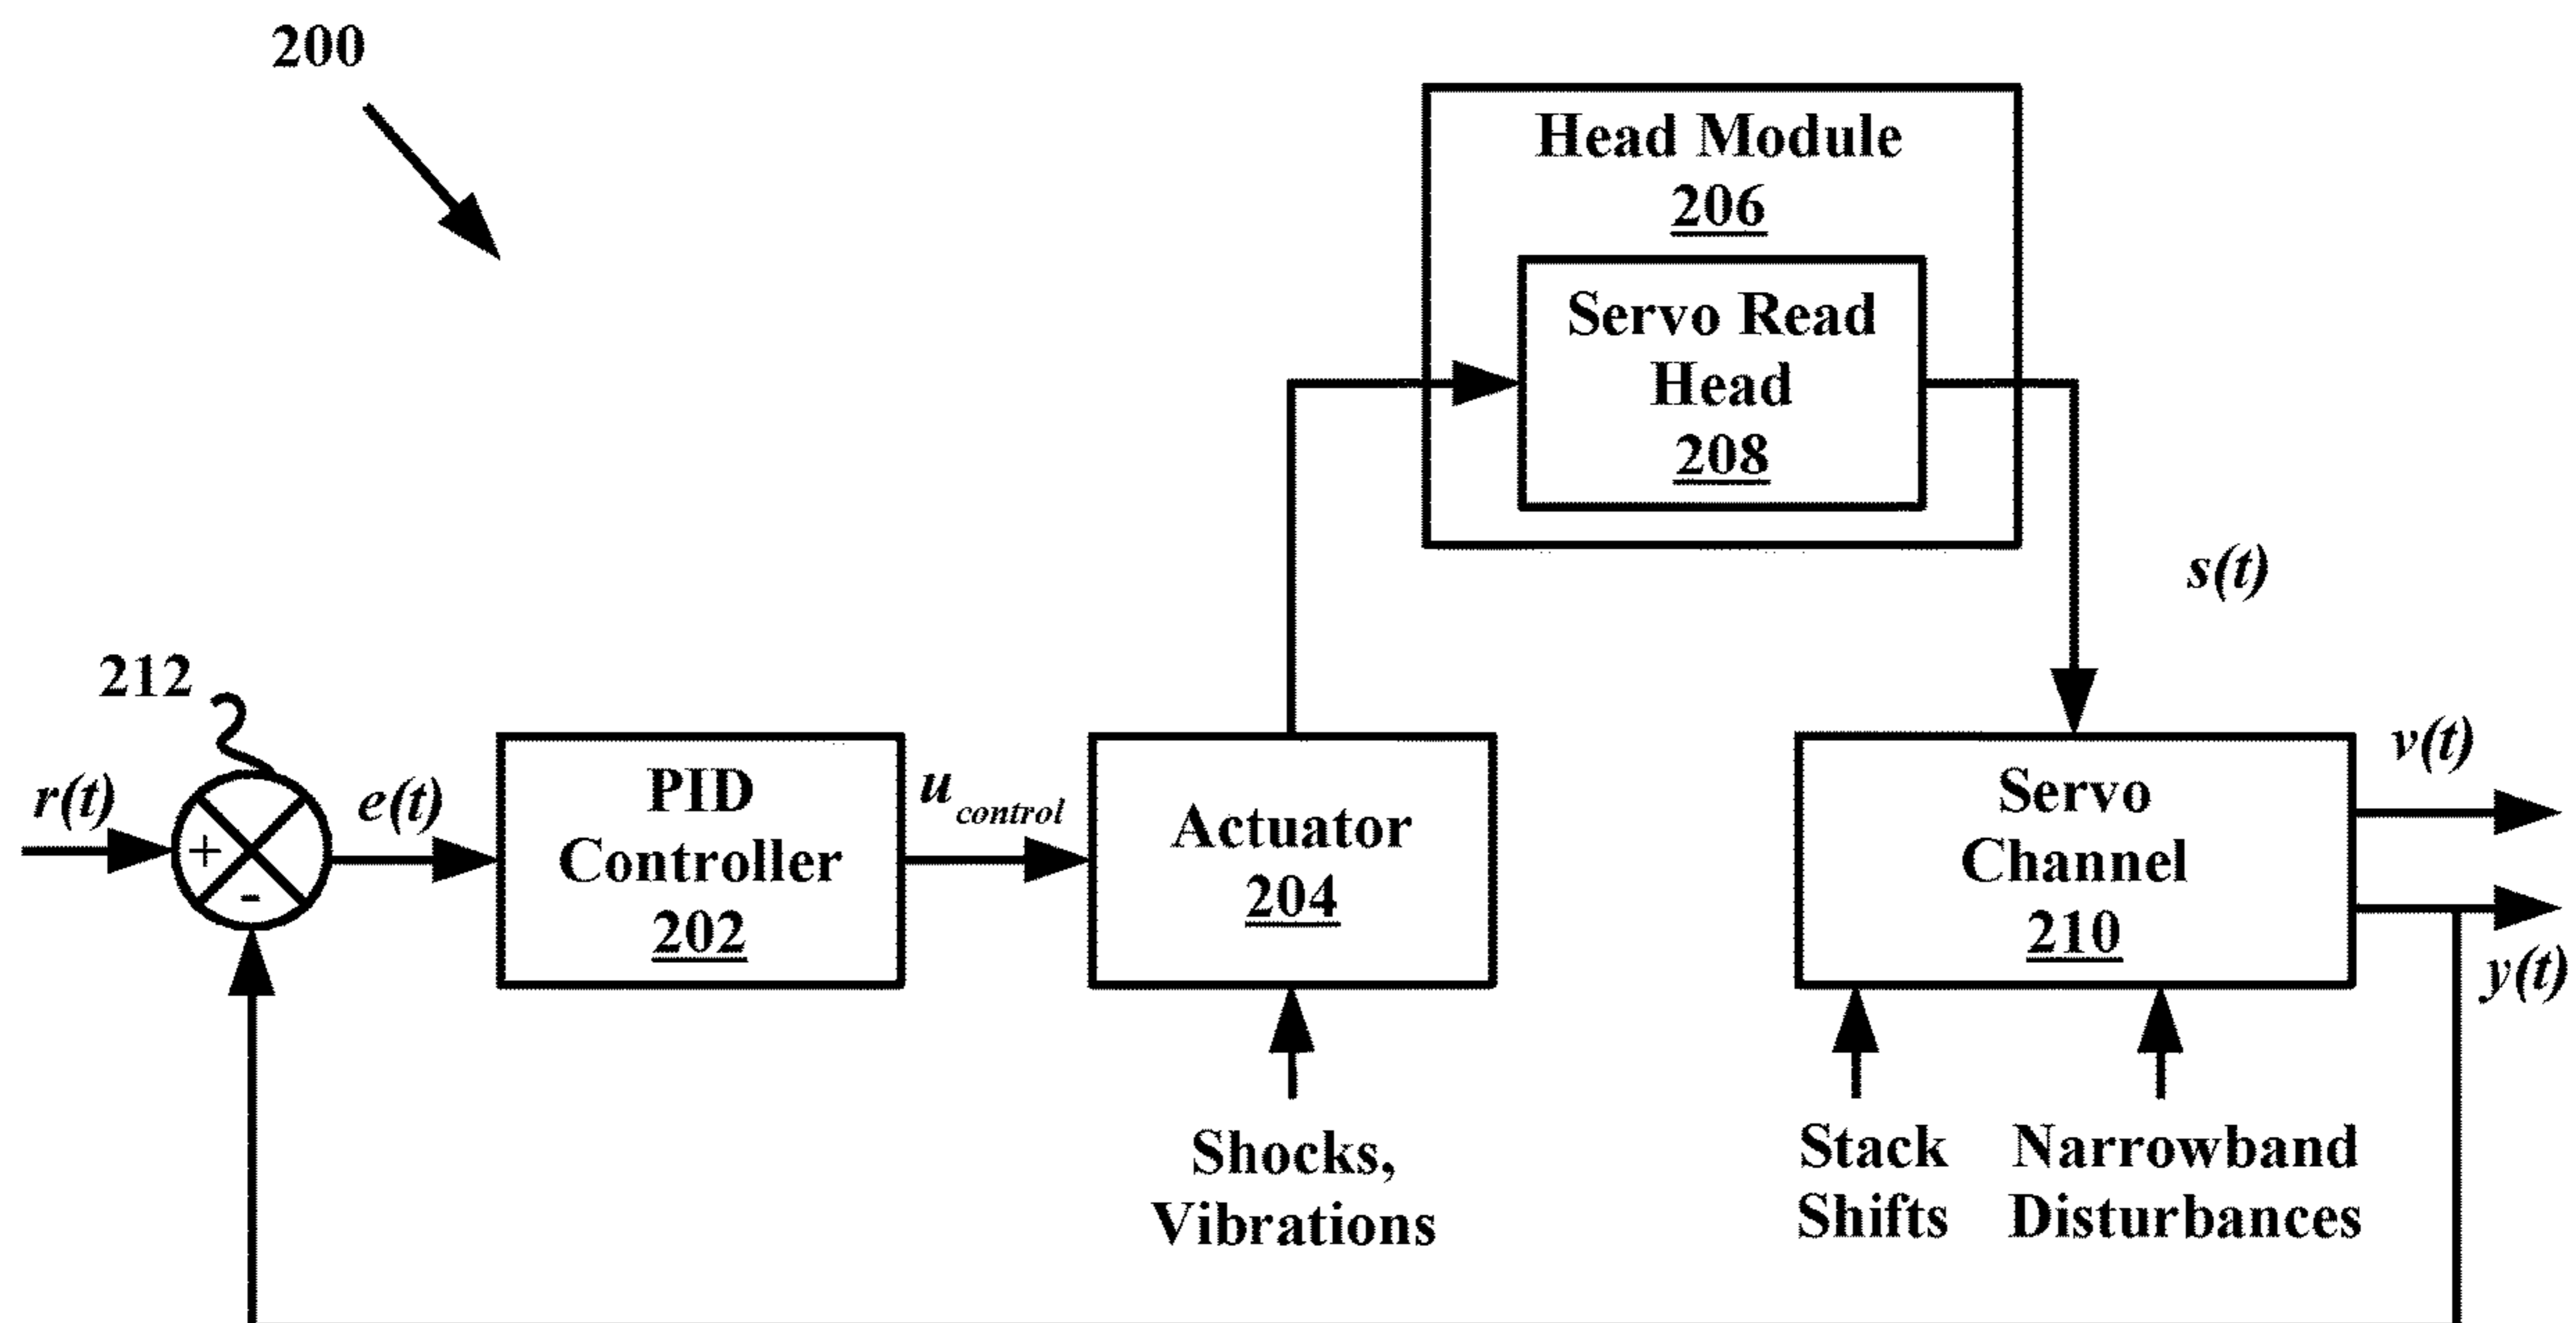 200
Head Module
206
Servo Read
Head
208
s(t)
212
r(t)
+
-
e(t)
PID
Controller
202
u control
Actuator
204
Servo
Channel
210
v(t)
y(t)
Shocks,
Vibrations
Stack
Shifts
Narrowband
Disturbances